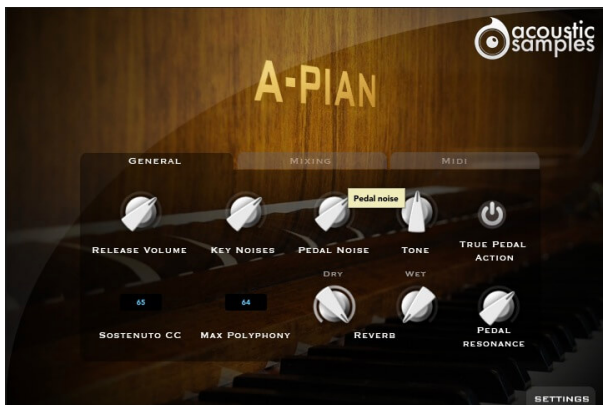 acoustic
samples
A-PIAN
GENERAL
MIXING
MIDI
Pedal noise
RELEASE VOLUME
KEY NOISES
PEDAL NOISE
TONE
TRUE PEDAL
ACTION
DRY
WET
65
64
SOSTENUTO CC
MAX POLYPHONY
REVERB
PEDAL
RESONANCE
SETTINGS